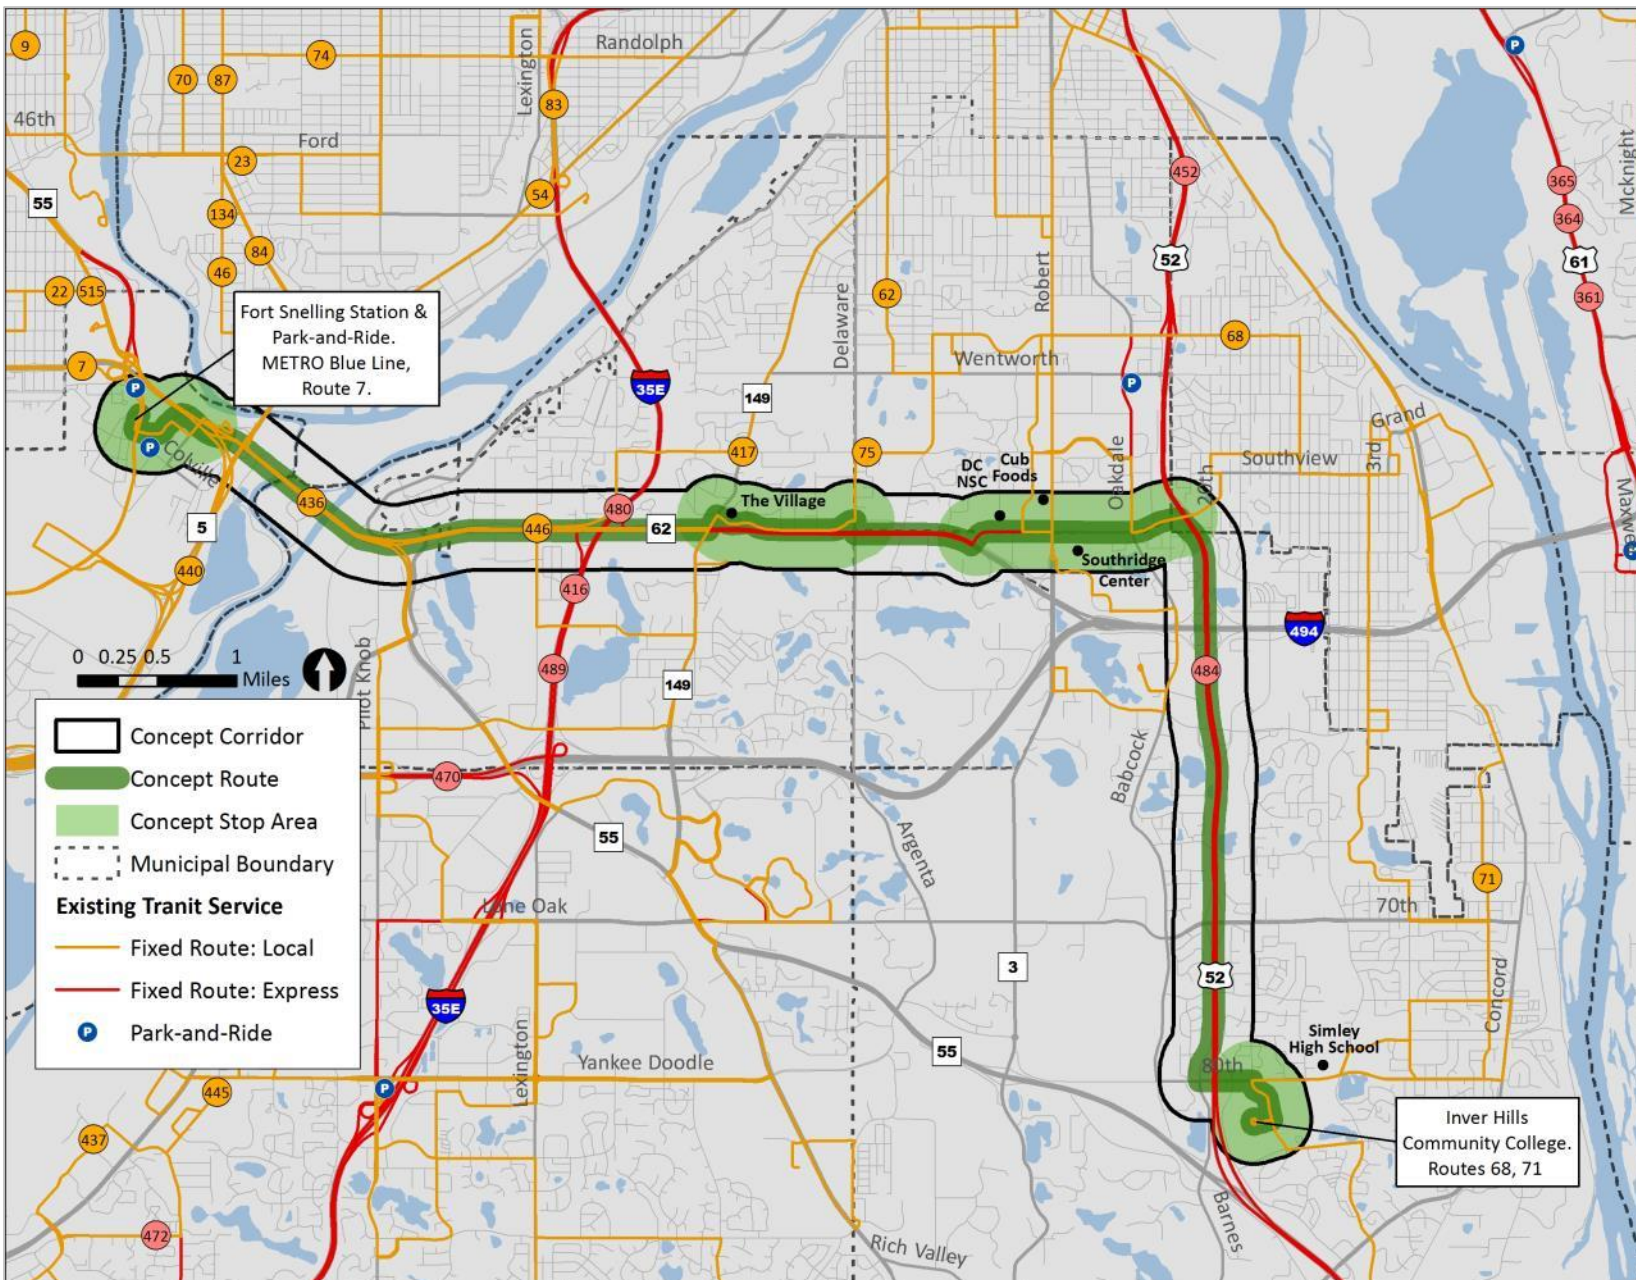 Randolph
9
74
Lexington
70
87
83
46th
Ford
23
54
55
134
84
46
22
515
7
452
52
365
364
61
361
Mcknight
Fort Snelling Station &
Park-and-Ride.
METRO Blue Line,
Route 7.
P
P
P
P
P
P
Colville
5
440
436
446
480
62
416
489
35E
149
417
Delaware
62
75
Robert
Wentworth
68
Oakdale
Southview
3rd
Grand
The Village
DC
NSC
Cub
Foods
Southridge
Center
494
484
0 0.25 0.5 1
Miles
Pilot Knob
149
Babcock
470
55
Argenta
71
70th
Concord
3
52
55
35E
Lexington
Yankee Doodle
80th
Simley
High School
Inver Hills
Community College.
Routes 68, 71
Barnes
Rich Valley
445
437
472
Concept Corridor
Concept Route
Concept Stop Area
Municipal Boundary
Existing Tranit Service
Fixed Route: Local
Fixed Route: Express
P
Park-and-Ride